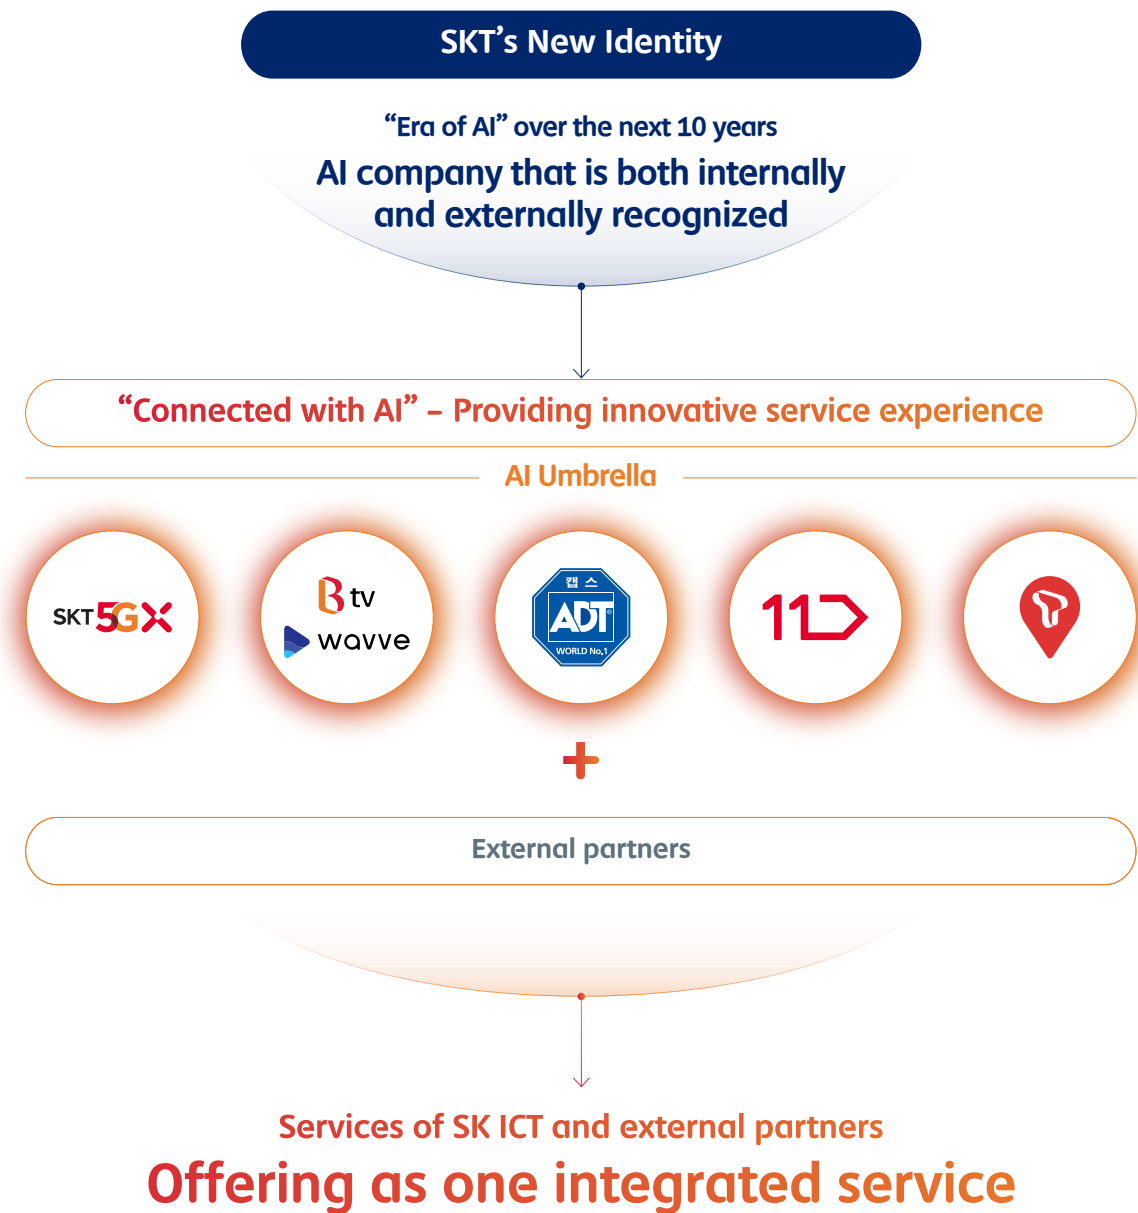 SKT’s New Identity
“Era of AI” over the next 10 years
AI company that is both internally
and externally recognized
“Connected with AI” – Providing innovative service experience
AI Umbrella
SKT 5GX
B tv
wavve
캡스
ADT®
WORLD No.1
11
T
External partners
Services of SK ICT and external partners
Offering as one integrated service